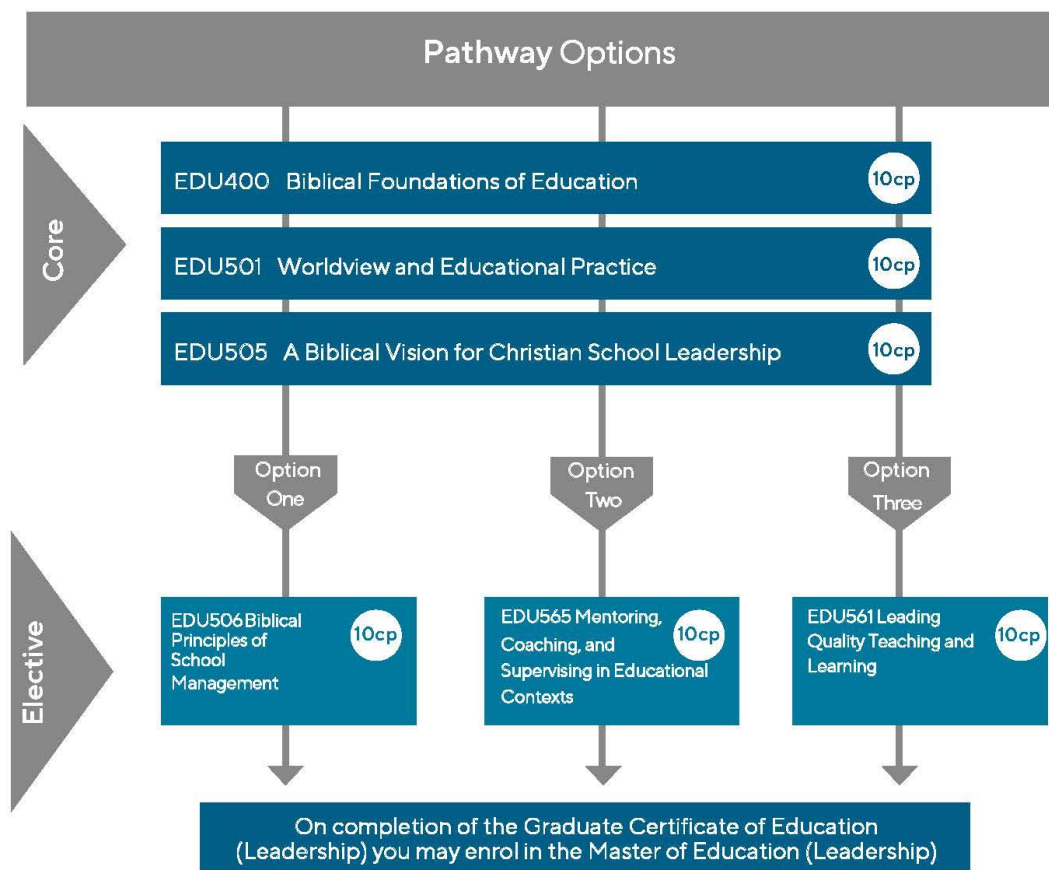 Pathway Options
Core
EDU400 Biblical Foundations of Education
10cp
EDU501 Worldview and Educational Practice
10cp
EDU505 A Biblical Vision for Christian School Leadership
10cp
Option
One
Option
Two
Option
Three
Elective
EDU506 Biblical
Principles of
School
Management
10cp
EDU565 Mentoring,
Coaching, and
Supervising in Educational
Contexts
10cp
EDU561 Leading
Quality Teaching and
Learning
10cp
On completion of the Graduate Certificate of Education
(Leadership) you may enrol in the Master of Education (Leadership)